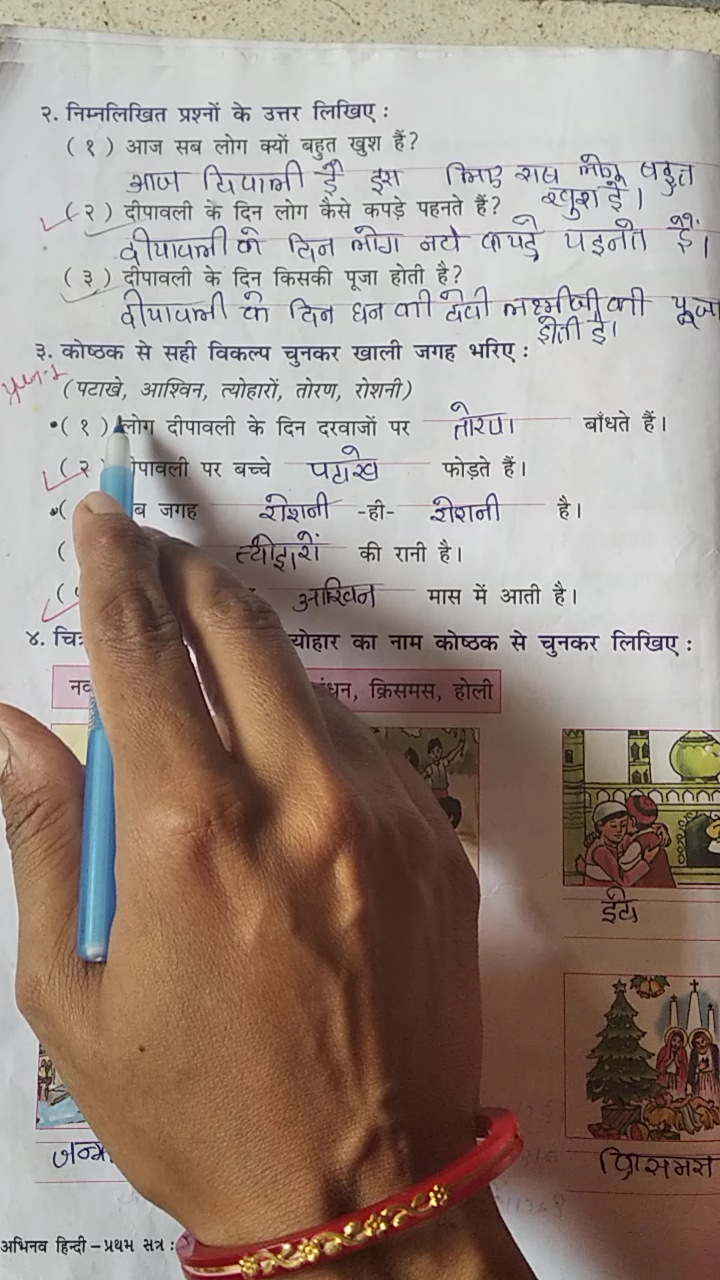 २. निम्नलिखित प्रश्नों के उत्तर लिखिए :
( १ ) आज सब लोग क्यों बहुत खुश हैं?
आज दिपाली है इस लिए सब लोग बहुत
खुश है।
( २ ) दीपावली के दिन लोग कैसे कपड़े पहनते हैं?
दीपावली के दिन लोग नये कपड़े पहनते हैं।
( ३ ) दीपावली के दिन किसकी पूजा होती है?
दीपावली के दिन धन की देवी लक्ष्मीजी की पूजा
होती है।
३. कोष्ठक से सही विकल्प चुनकर खाली जगह भरिए :
(पटाखे, आश्विन, त्योहारों, तोरण, रोशनी)
( १ ) लोग दीपावली के दिन दरवाजों पर तोरण बाँधते हैं।
( २ पावली पर बच्चे पटाखे फोड़ते हैं।
( ब जगह रोशनी -ही- रोशनी है।
( त्योहारों की रानी है।
( आश्विन मास में आती है।
४. चित्र योहार का नाम कोष्ठक से चुनकर लिखिए :
नव बंधन, क्रिसमस, होली
ईद
जन्म क्रिसमस
अभिनव हिन्दी – प्रथम सत्र :